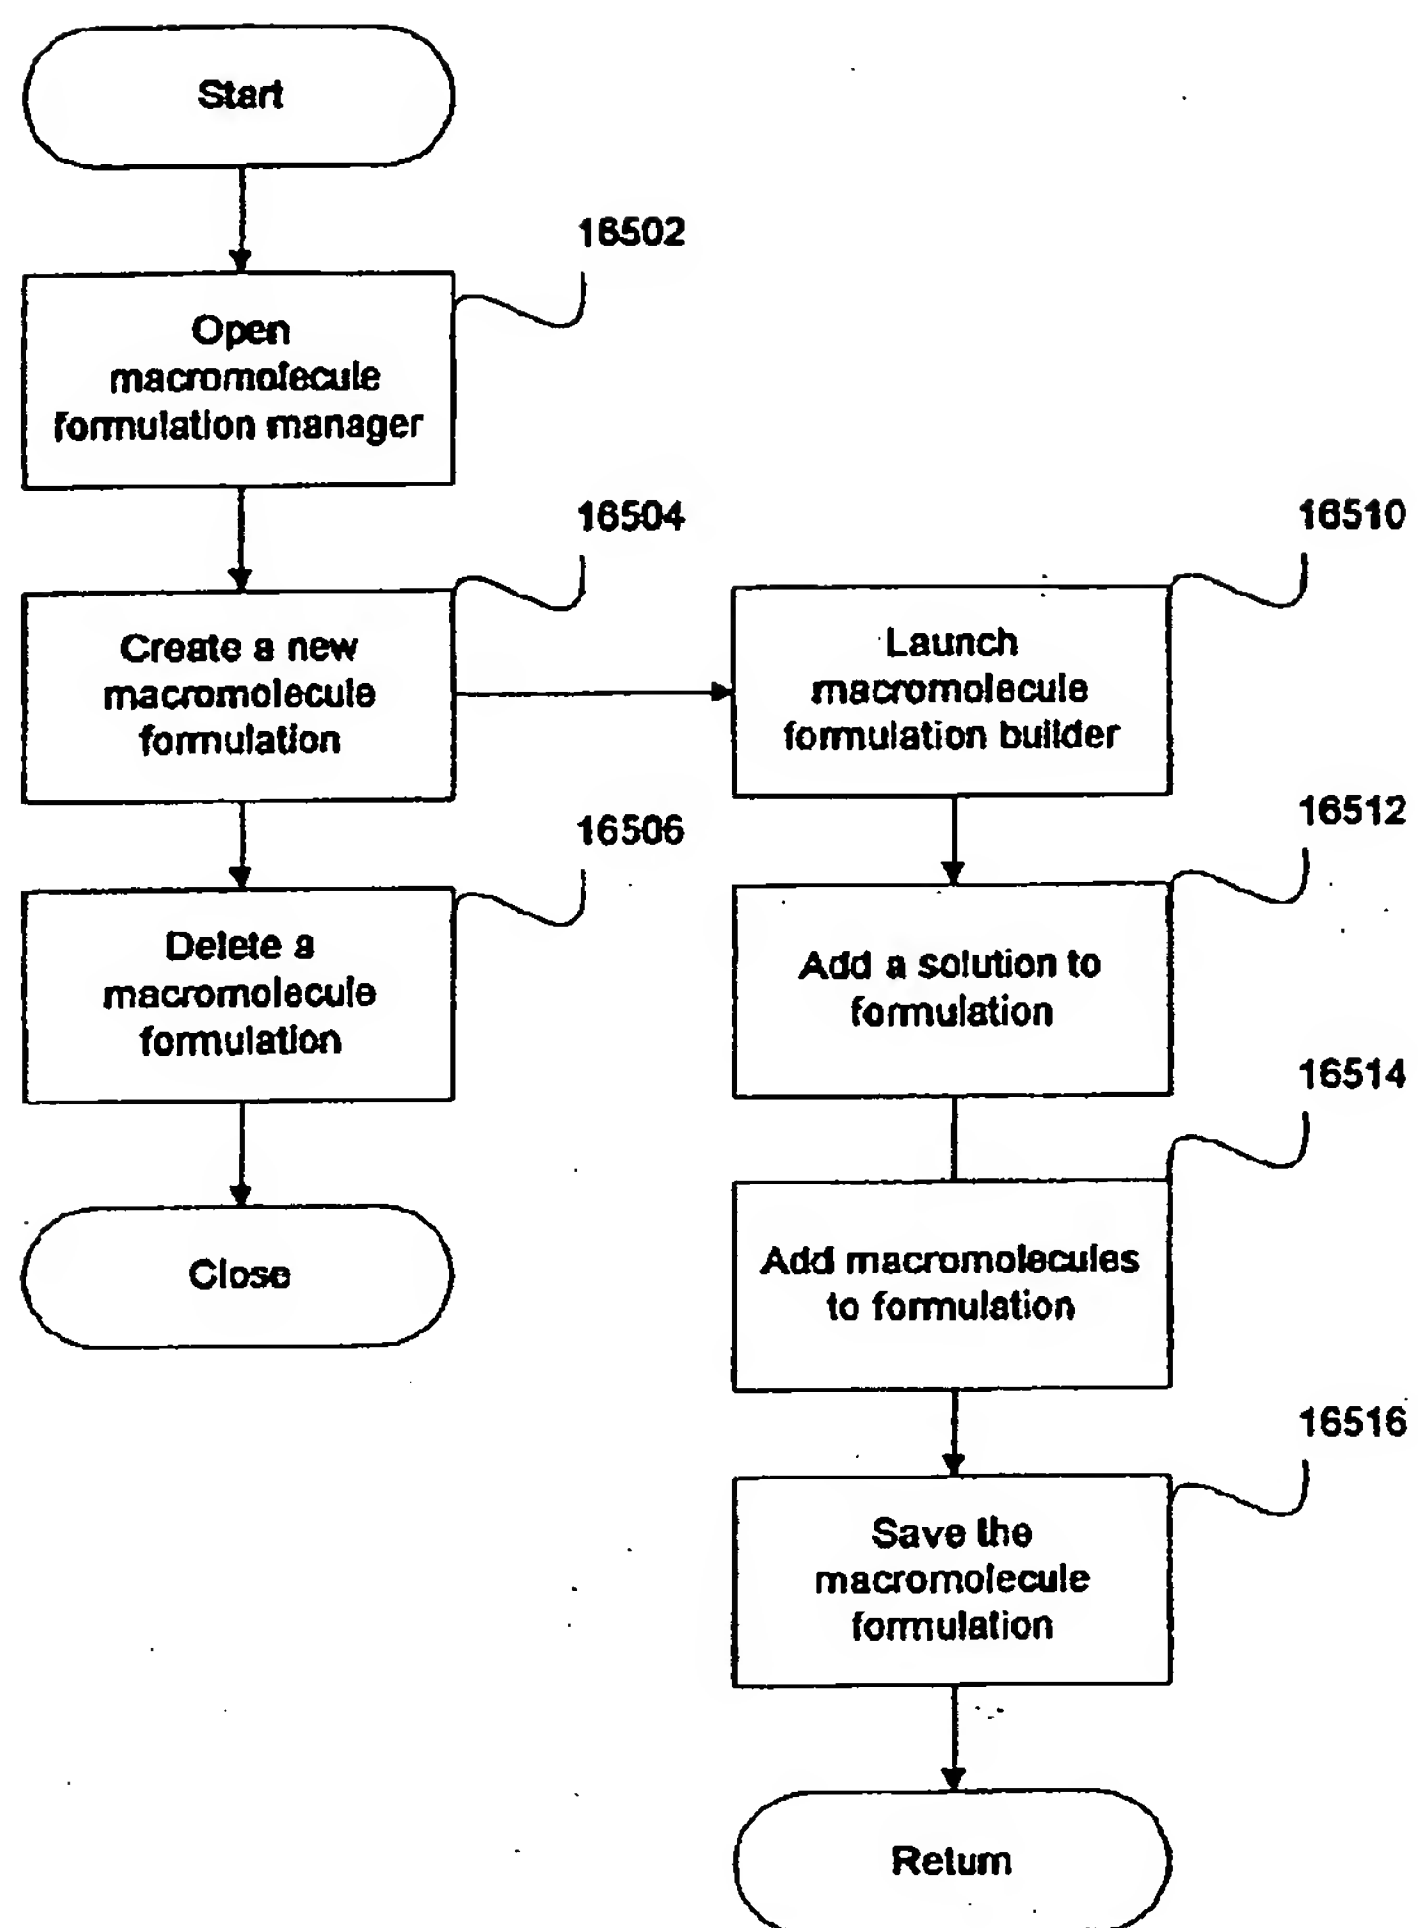 Start
16502
Open
macromolecule
formulation manager
16504
Create a new
macromolecule
formulation
16506
Delete a
macromolecule
formulation
Close
16510
Launch
macromolecule
formulation builder
16512
Add a solution to
formulation
16514
Add macromolecules
to formulation
16516
Save the
macromolecule
formulation
Return